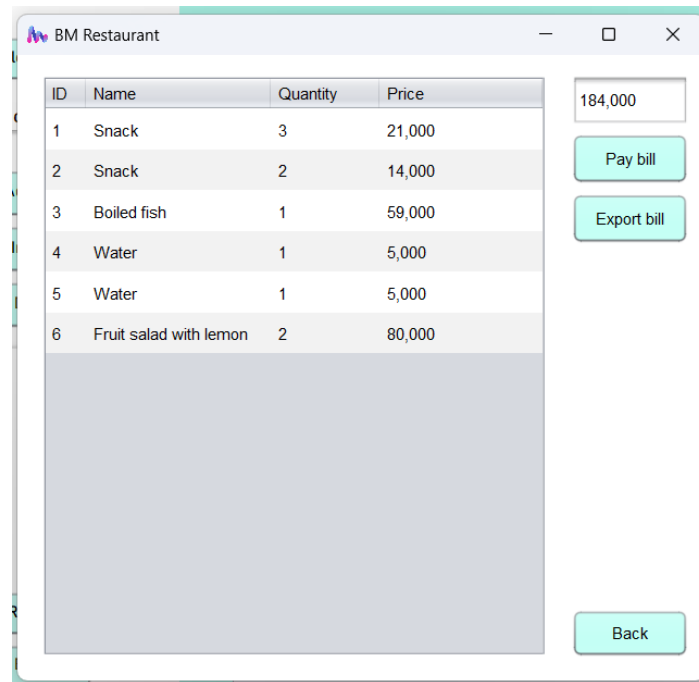 BM Restaurant
ID Name Quantity Price
1 Snack 3 21,000
2 Snack 2 14,000
3 Boiled fish 1 59,000
4 Water 1 5,000
5 Water 1 5,000
6 Fruit salad with lemon 2 80,000
184,000
Pay bill
Export bill
Back